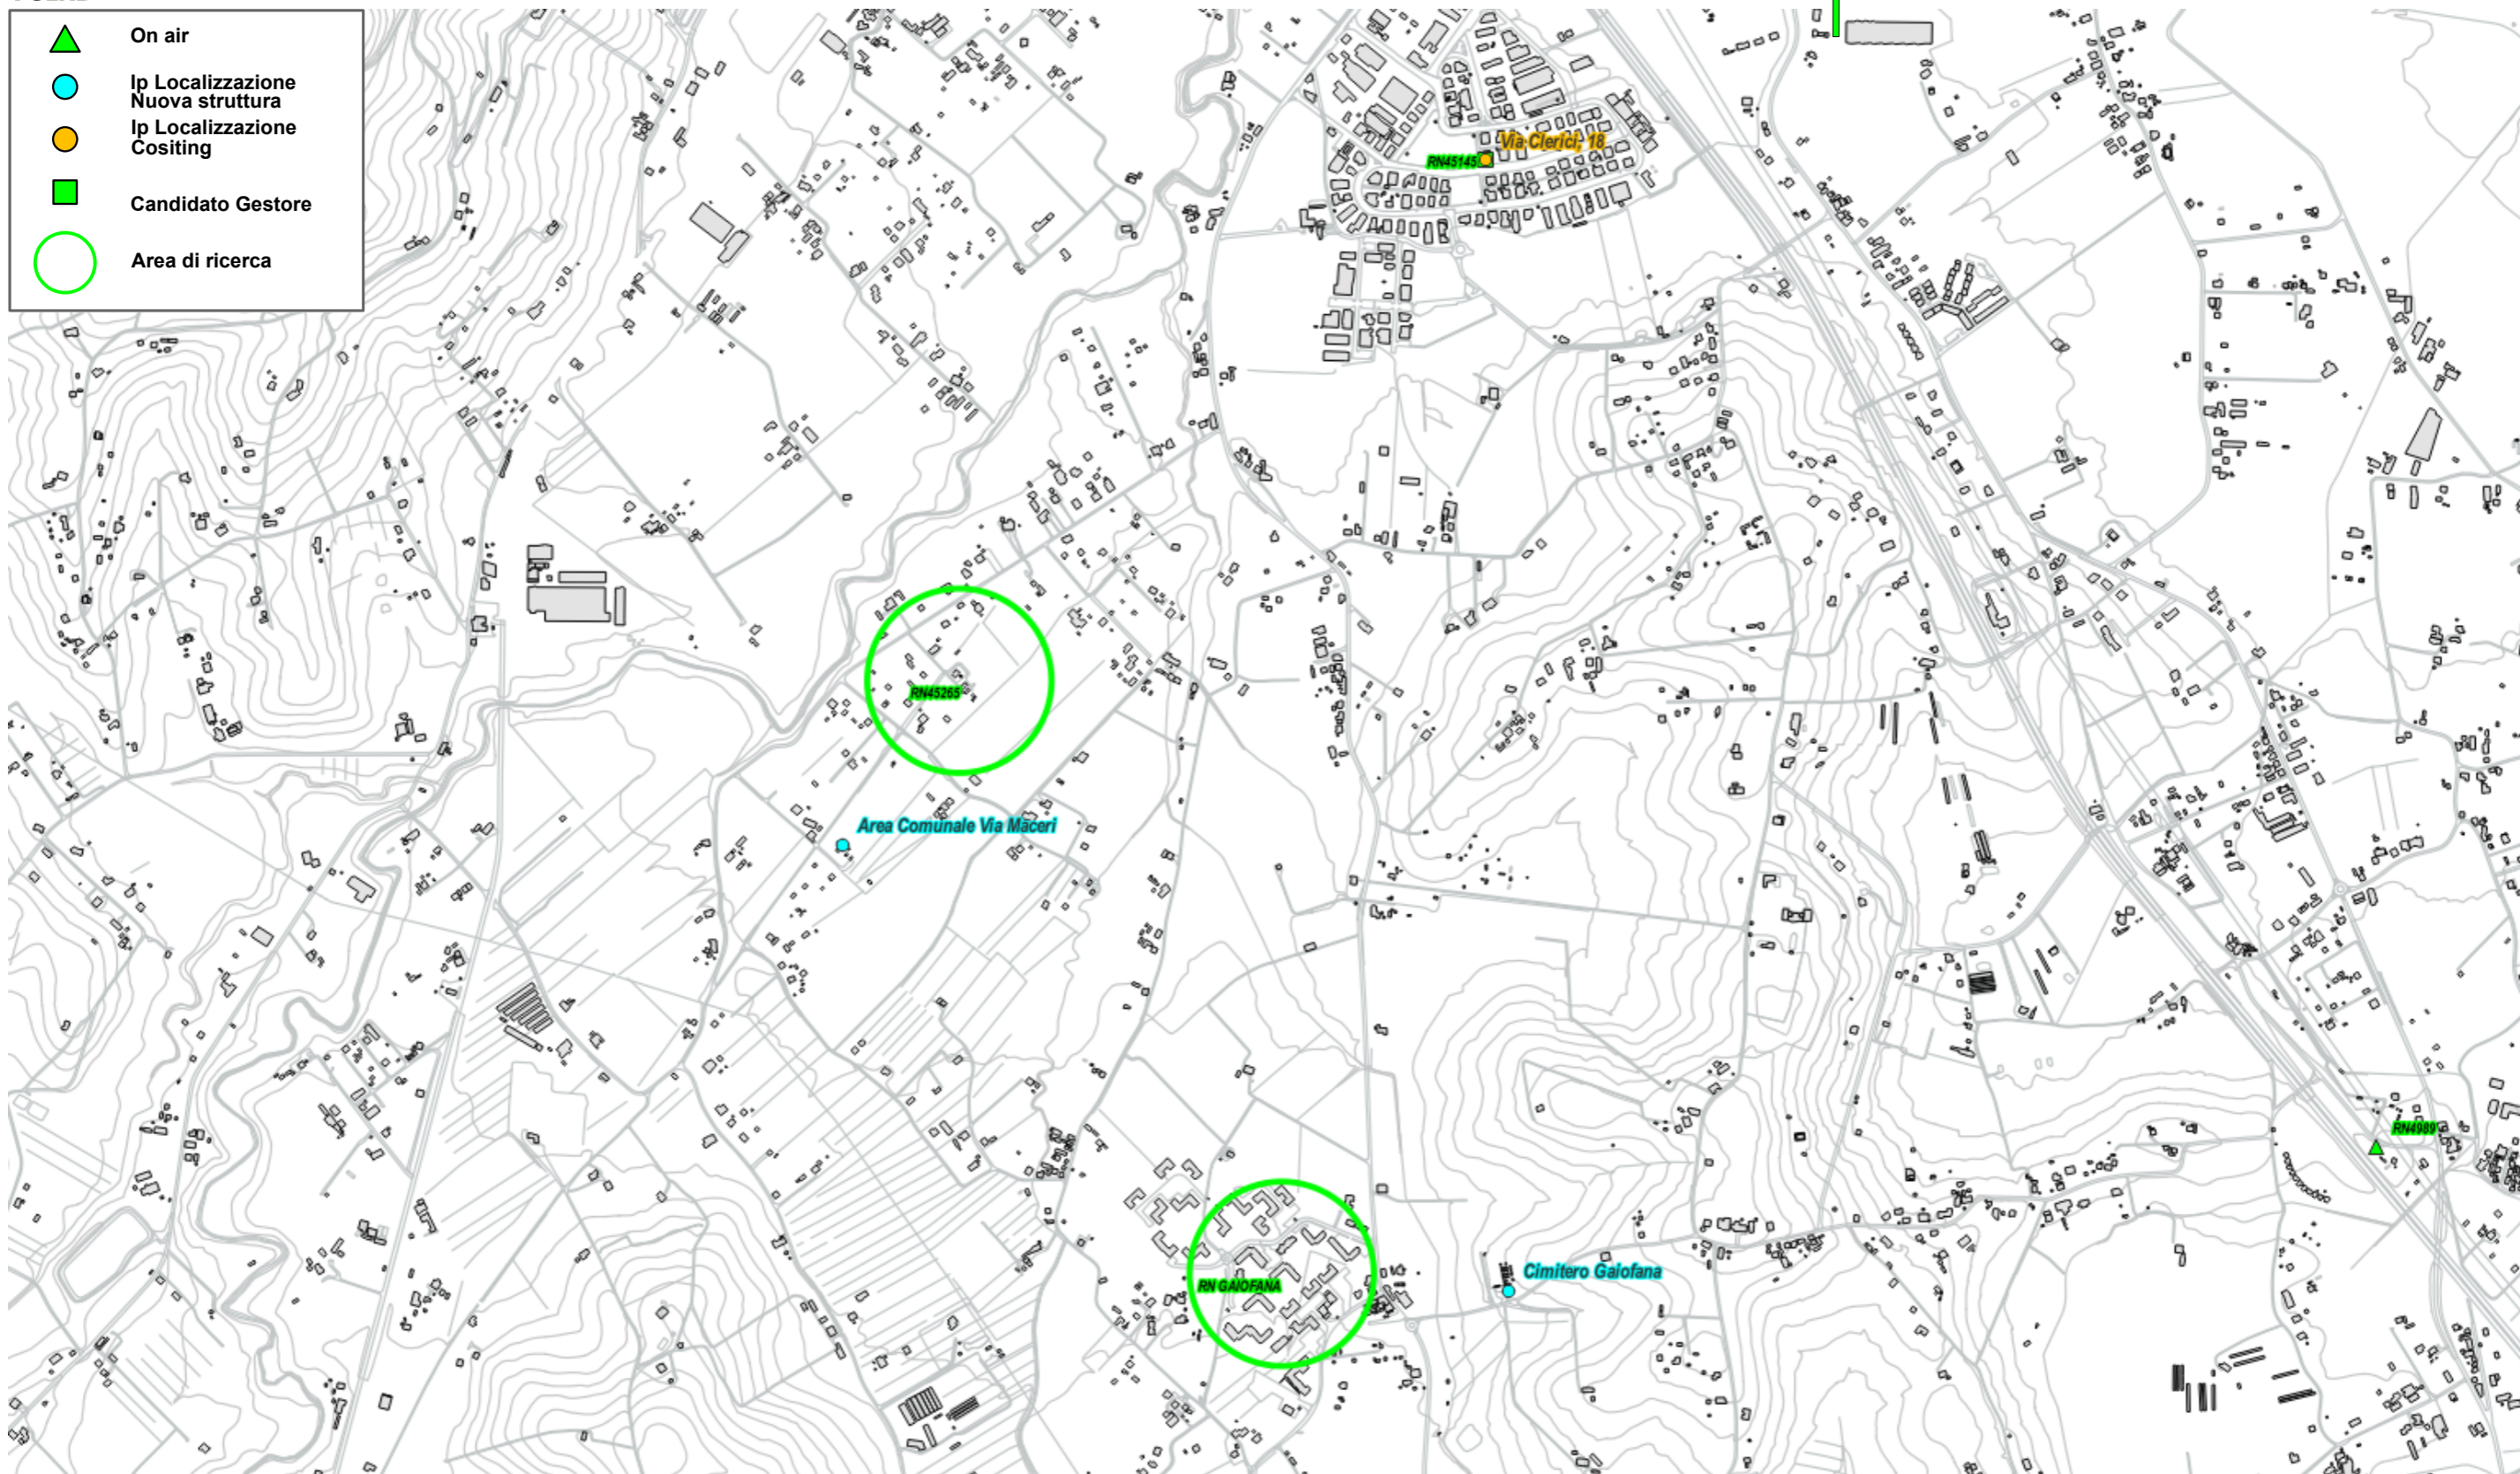 On air
Ip Localizzazione
Nuova struttura
Ip Localizzazione
Cositing
Candidato Gestore
Area di ricerca
Via Clerici, 18
RN45145
RN45265
Area Comunale Via Maceri
RN4989
Cimitero Gaiofana
RN GAIOFANA